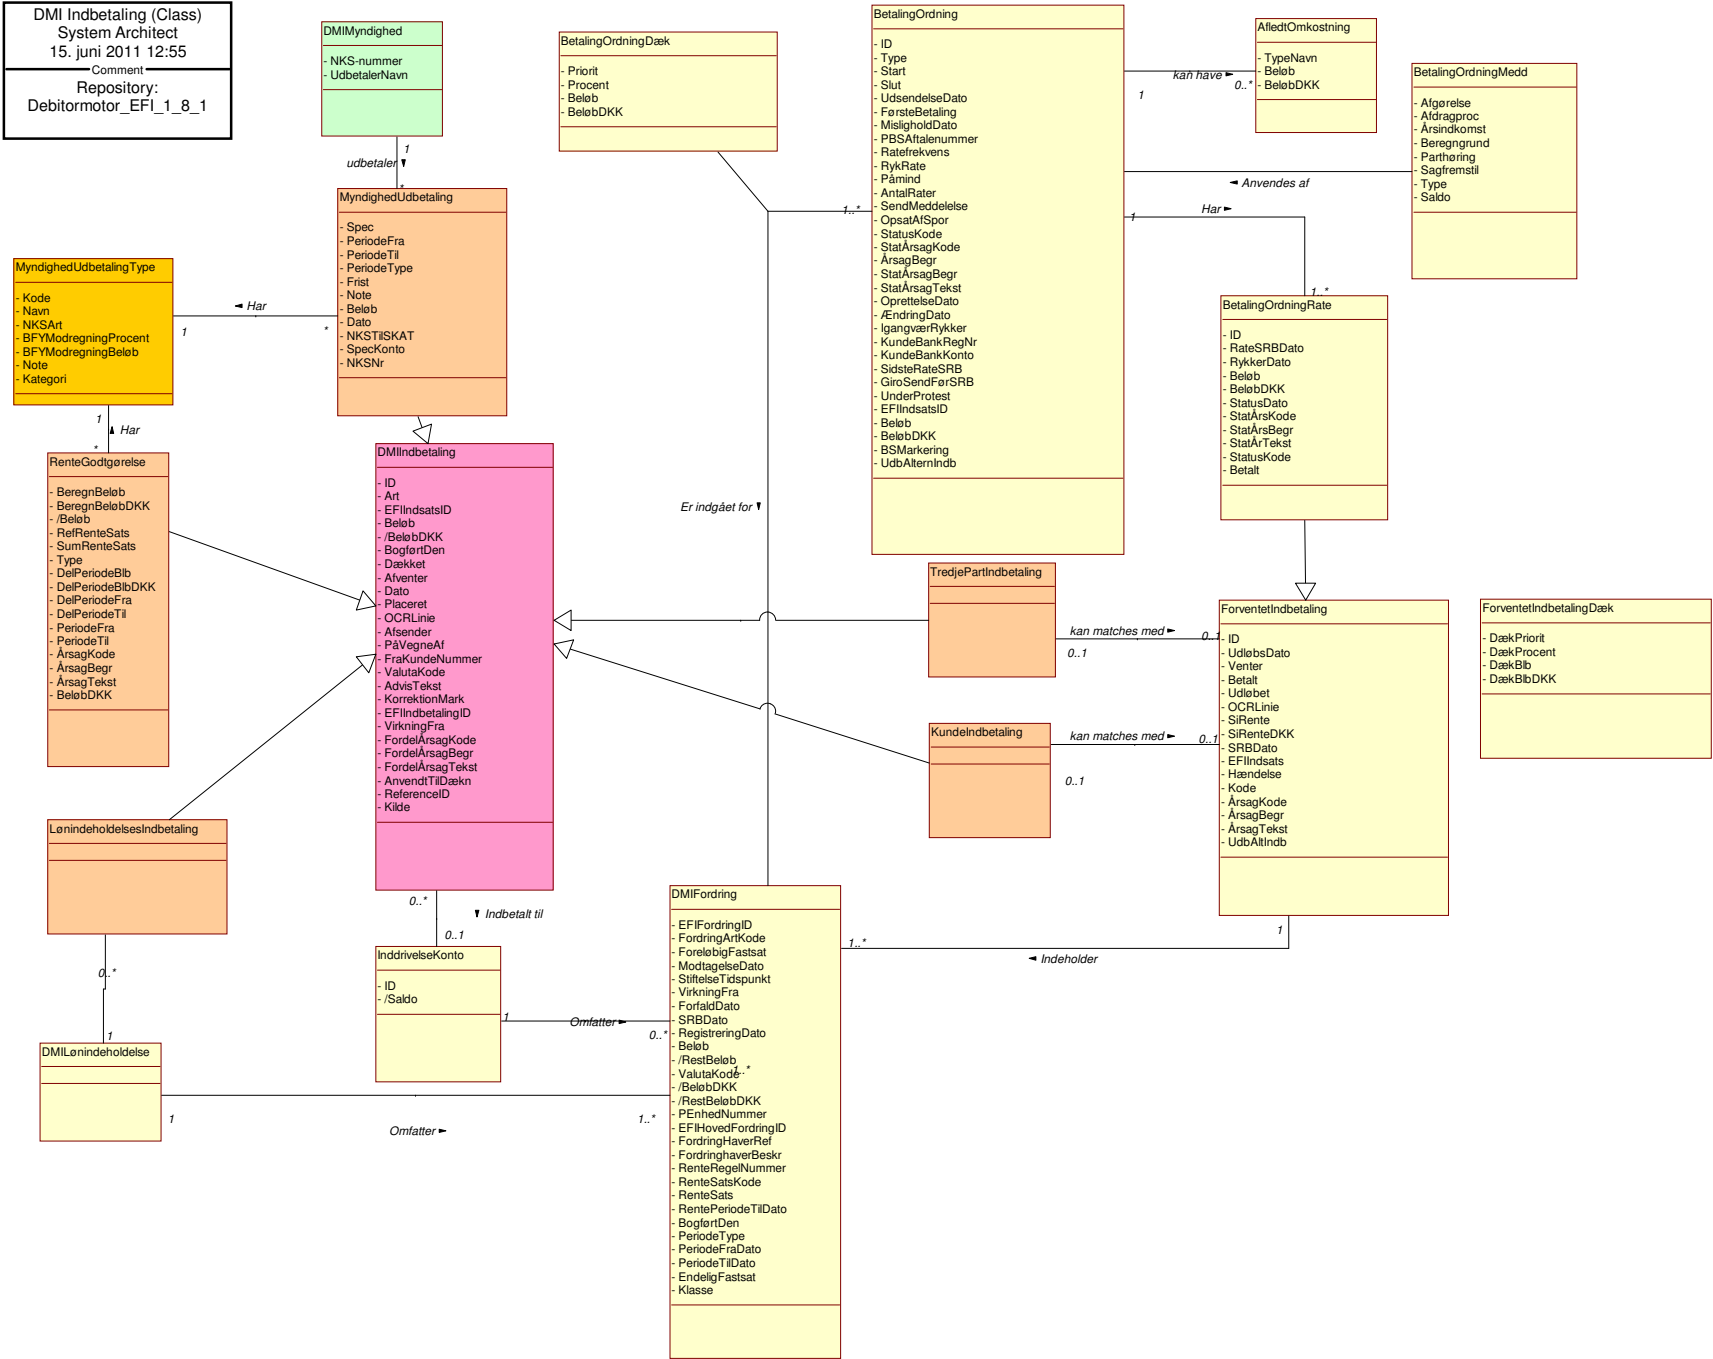 DMI Indbetaling (Class)
System Architect
15. juni 2011 12:55
Comment
Repository:
Debitormotor_EFI_1_8_1
DMIMyndighed
- NKS-nummer
- UdbetalerNavn
1
udbetaler
*
BetalingOrdningDæk
- Priorit
- Procent
- Beløb
- BeløbDKK
BetalingOrdning
- ID
- Type
- Start
- Slut
- UdsendelseDato
- FørsteBetaling
- MisligholdDato
- PBSAftalenummer
- Ratefrekvens
- RykRate
- Påmind
- AntalRater
- SendMeddelelse
- OpsatAfSpor
- StatusKode
- StatÅrsagKode
- ÅrsagBegr
- StatÅrsagBegr
- StatÅrsagTekst
- OprettelseDato
- ÆndringDato
- IgangværRykker
- KundeBankRegNr
- KundeBankKonto
- SidsteRateSRB
- GiroSendFørSRB
- UnderProtest
- EFIIndsatsID
- Beløb
- BeløbDKK
- BSMarkering
- UdbAlternIndb
kan have
1
0..*
AfledtOmkostning
- TypeNavn
- Beløb
- BeløbDKK
BetalingOrdningMedd
- Afgørelse
- Afdragproc
- Årsindkomst
- Beregngrund
- Parthøring
- Sagfremstil
- Type
- Saldo
Anvendes af
1
Har
1..*
1..*
Er indgået for
MyndighedUdbetaling
- Spec
- PeriodeFra
- PeriodeTil
- PeriodeType
- Frist
- Note
- Beløb
- Dato
- NKSTilSKAT
- SpecKonto
- NKSNr
MyndighedUdbetalingType
- Kode
- Navn
- NKSArt
- BFYModregningProcent
- BFYModregningBeløb
- Note
- Kategori
Har
1
*
1
Har
*
RenteGodtgørelse
- BeregnBeløb
- BeregnBeløbDKK
- /Beløb
- RefRenteSats
- SumRenteSats
- Type
- DelPeriodeBlb
- DelPeriodeBlbDKK
- DelPeriodeFra
- DelPeriodeTil
- PeriodeFra
- PeriodeTil
- ÅrsagKode
- ÅrsagBegr
- ÅrsagTekst
- BeløbDKK
DMIIndbetaling
- ID
- Art
- EFIIndsatsID
- Beløb
- /BeløbDKK
- BogførtDen
- Dækket
- Afventer
- Dato
- Placeret
- OCRLinie
- Afsender
- PåVegneAf
- FraKundeNummer
- ValutaKode
- AdvisTekst
- KorrektionMark
- EFIIndbetalingID
- VirkningFra
- FordelÅrsagKode
- FordelÅrsagBegr
- FordelÅrsagTekst
- AnvendtTilDækn
- ReferenceID
- Kilde
BetalingOrdningRate
- ID
- RateSRBDato
- RykkerDato
- Beløb
- BeløbDKK
- StatusDato
- StatÅrsKode
- StatÅrsBegr
- StatÅrTekst
- StatusKode
- Betalt
TredjePartIndbetaling
kan matches med
0..1
0..1
KundeIndbetaling
kan matches med
0..1
0..1
ForventetIndbetaling
- ID
- UdløbsDato
- Venter
- Betalt
- Udløbet
- OCRLinie
- SiRente
- SiRenteDKK
- SRBDato
- EFIIndsats
- Hændelse
- Kode
- ÅrsagKode
- ÅrsagBegr
- ÅrsagTekst
- UdbAltIndb
ForventetIndbetalingDæk
- DækPriorit
- DækProcent
- DækBlb
- DækBlbDKK
LønindeholdelsesIndbetaling
0..*
1
DMILønindeholdelse
0..*
Indbetalt til
0..1
InddrivelseKonto
- ID
- /Saldo
1
Omfatter
0..*
1
Omfatter
1..*
1
1..*
Indeholder
DMIFordring
- EFIFordringID
- FordringArtKode
- ForeløbigFastsat
- ModtagelseDato
- StiftelseTidspunkt
- VirkningFra
- ForfaldDato
- SRBDato
- RegistreringDato
- Beløb
- /RestBeløb
- ValutaKode
1..*
- /BeløbDKK
- /RestBeløbDKK
- PEnhedNummer
- EFIHovedFordringID
- FordringHaverRef
- FordringhaverBeskr
- RenteRegelNummer
- RenteSatsKode
- RenteSats
- RentePeriodeTilDato
- BogførtDen
- PeriodeType
- PeriodeFraDato
- PeriodeTilDato
- EndeligFastsat
- Klasse